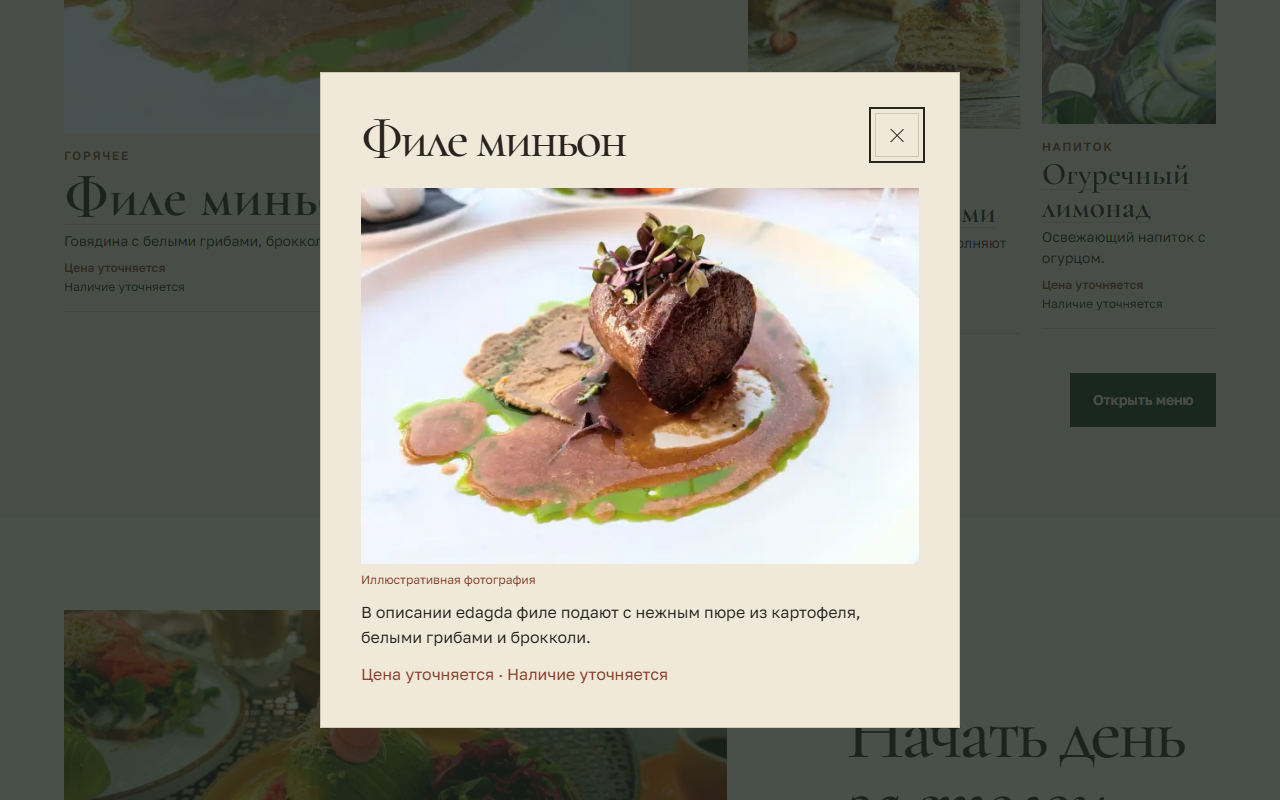 Филе миньон
Иллюстративная фотография
В описании edagda филе подают с нежным пюре из картофеля,
белыми грибами и брокколи.
Цена уточняется · Наличие уточняется
ГОРЯЧЕЕ
Филе минь
Говядина с белыми грибами, броккол
Цена уточняется
Наличие уточняется
ми
олняют
НАПИТОК
Огуречный
лимонад
Освежающий напиток с
огурцом.
Цена уточняется
Наличие уточняется
Открыть меню
Начать день